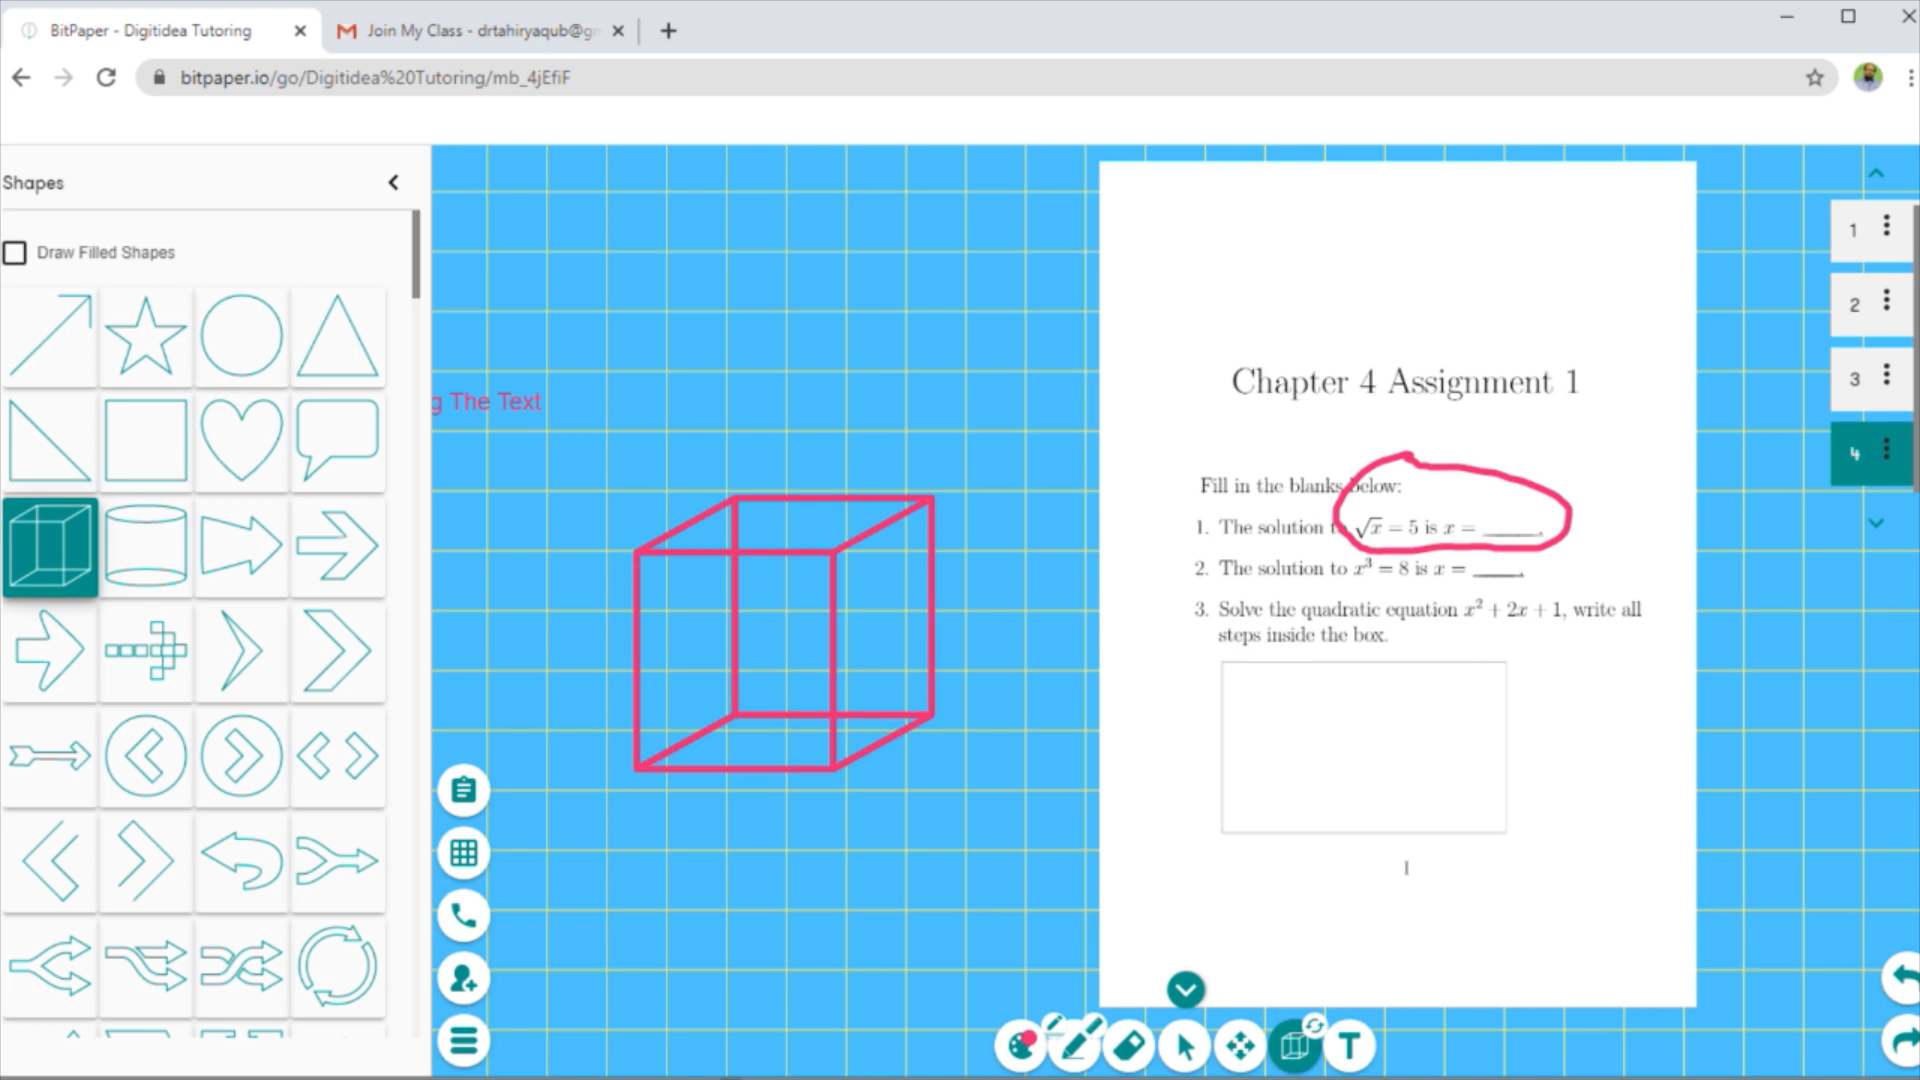 BitPaper - Digitidea Tutoring
Join My Class - drtahiryaqub@g
bitpaper.io/go/Digitidea%20Tutoring/mb_4jEfiF
Shapes
Draw Filled Shapes
g The Text
Chapter 4 Assignment 1
Fill in the blanks below:
1. The solution to √x = 5 is x = ______.
2. The solution to x³ = 8 is x = ______.
3. Solve the quadratic equation x² + 2x + 1, write all
steps inside the box.
1
1
2
3
4
T